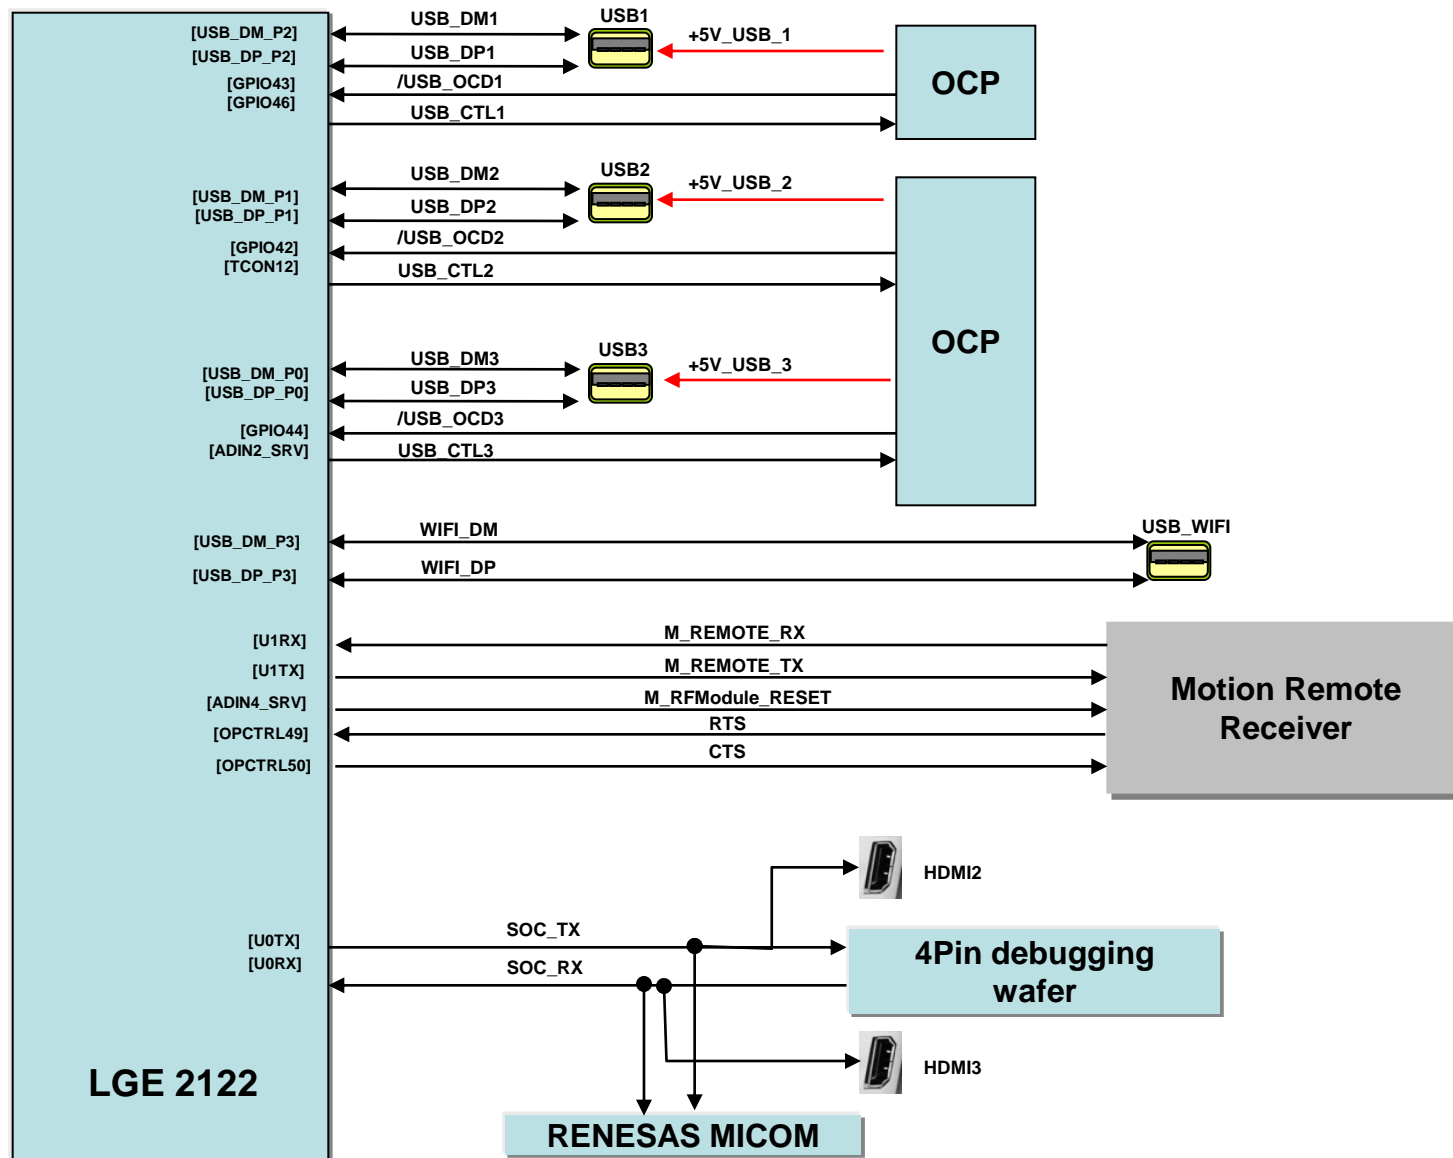 USB_DM1
USB1
[USB_DM_P2]
+5V_USB_1
USB_DP1
[USB_DP_P2]
/USB_OCD1
[GPIO43]
OCP
[GPIO46]
USB_CTL1
USB_DM2
USB2
+5V_USB_2
[USB_DM_P1]
USB_DP2
[USB_DP_P1]
/USB_OCD2
[GPIO42]
[TCON12]
USB_CTL2
OCP
USB_DM3
USB3
+5V_USB_3
[USB_DM_P0]
USB_DP3
[USB_DP_P0]
/USB_OCD3
[GPIO44]
[ADIN2_SRV]
USB_CTL3
WIFI_DM
USB_WIFI
[USB_DM_P3]
WIFI_DP
[USB_DP_P3]
M_REMOTE_RX
[U1RX]
M_REMOTE_TX
[U1TX]
M_RFModule_RESET
[ADIN4_SRV]
RTS
[OPCTRL49]
CTS
[OPCTRL50]
Motion Remote
Receiver
HDMI2
SOC_TX
[U0TX]
SOC_RX
[U0RX]
4Pin debugging
wafer
HDMI3
LGE 2122
RENESAS MICOM